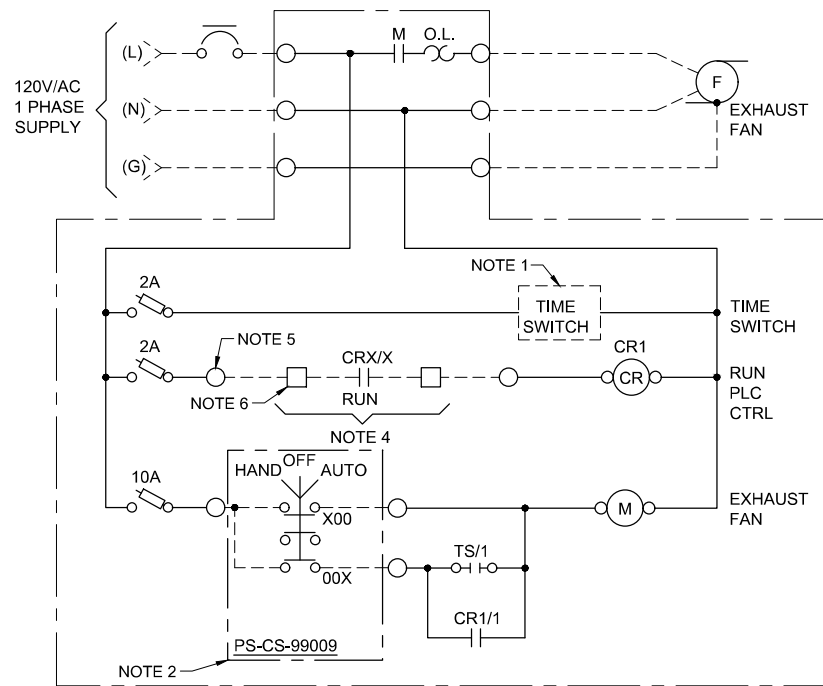 M
O.L.
(L)
F
120V/AC
1 PHASE
SUPPLY
(N)
EXHAUST
FAN
(G)
NOTE 1
2A
TIME
SWITCH
TIME
SWITCH
2A
NOTE 5
CRX/X
CR1
CR
RUN
PLC
CTRL
NOTE 6
RUN
NOTE 4
OFF
HAND
AUTO
10A
X00
M
EXHAUST
FAN
TS/1
00X
CR1/1
PS-CS-99009
NOTE 2